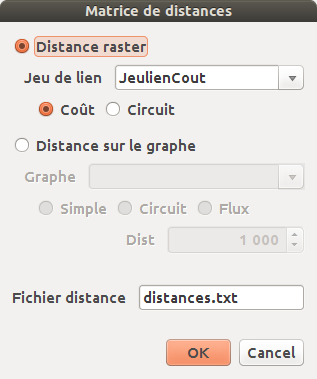 Matrice de distances
Distance raster
Jeu de lien JeulienCout
Coût Circuit
Distance sur le graphe
Graphe
Simple Circuit Flux
Dist 1 000
Fichier distance distances.txt
OK Cancel